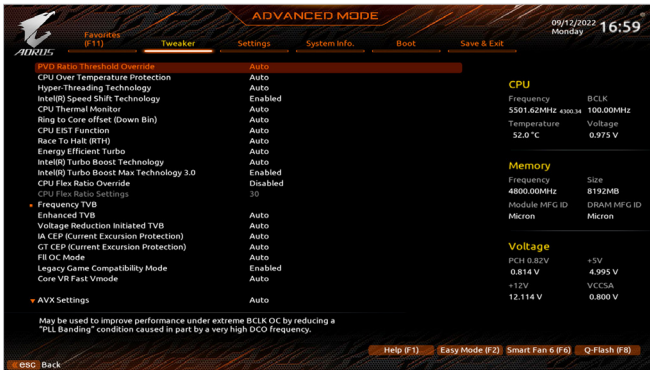 ADVANCED MODE
09/12/2022
Monday
16:59
AORUS
Favorites
(F11)
Tweaker
Settings
System Info.
Boot
Save & Exit
PVD Ratio Threshold Override Auto
CPU Over Temperature Protection Auto
Hyper-Threading Technology Auto
Intel(R) Speed Shift Technology Enabled
CPU Thermal Monitor Auto
Ring to Core offset (Down Bin) Auto
CPU EIST Function Auto
Race To Halt (RTH) Auto
Energy Efficient Turbo Auto
Intel(R) Turbo Boost Technology Auto
Intel(R) Turbo Boost Max Technology 3.0 Enabled
CPU Flex Ratio Override Disabled
CPU Flex Ratio Settings 30
Frequency TVB
Enhanced TVB Auto
Voltage Reduction Initiated TVB Auto
IA CEP (Current Excursion Protection) Auto
GT CEP (Current Excursion Protection) Auto
Fll OC Mode Auto
Legacy Game Compatibility Mode Enabled
Core VR Fast Vmode Auto
AVX Settings Auto
May be used to improve performance under extreme BCLK OC by reducing a
"PLL Banding" condition caused in part by a very high DCO frequency.
CPU
Frequency BCLK
5501.62MHz 4300.34 100.00MHz
Temperature Voltage
52.0 °C 0.975 V
Memory
Frequency Size
4800.00MHz 8192MB
Module MFG ID DRAM MFG ID
Micron Micron
Voltage
PCH 0.82V +5V
0.814 V 4.995 V
+12V VCCSA
12.114 V 0.800 V
Help (F1) Easy Mode (F2) Smart Fan 6 (F6) Q-Flash (F8)
esc Back